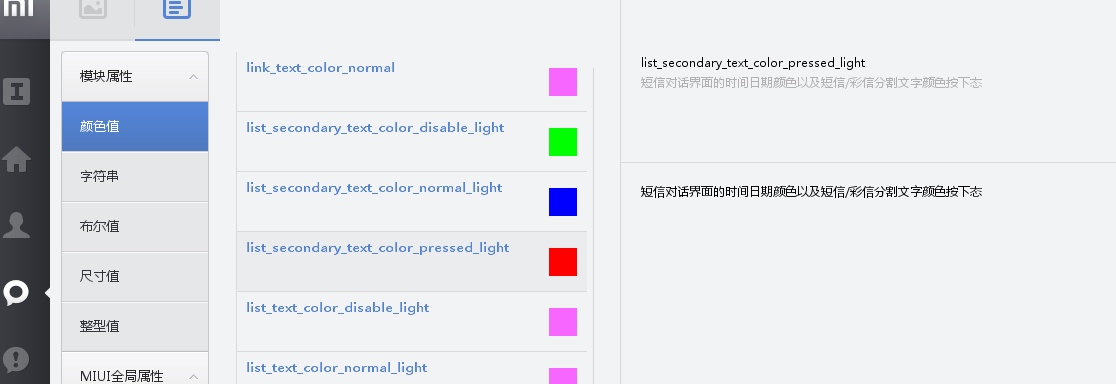 模块属性
颜色值
字符串
布尔值
尺寸值
整型值
MIUI全局属性
link_text_color_normal
list_secondary_text_color_disable_light
list_secondary_text_color_normal_light
list_secondary_text_color_pressed_light
list_text_color_disable_light
list_text_color_normal_light
list_secondary_text_color_pressed_light
短信对话界面的时间日期颜色以及短信/彩信分割文字颜色按下态
短信对话界面的时间日期颜色以及短信/彩信分割文字颜色按下态